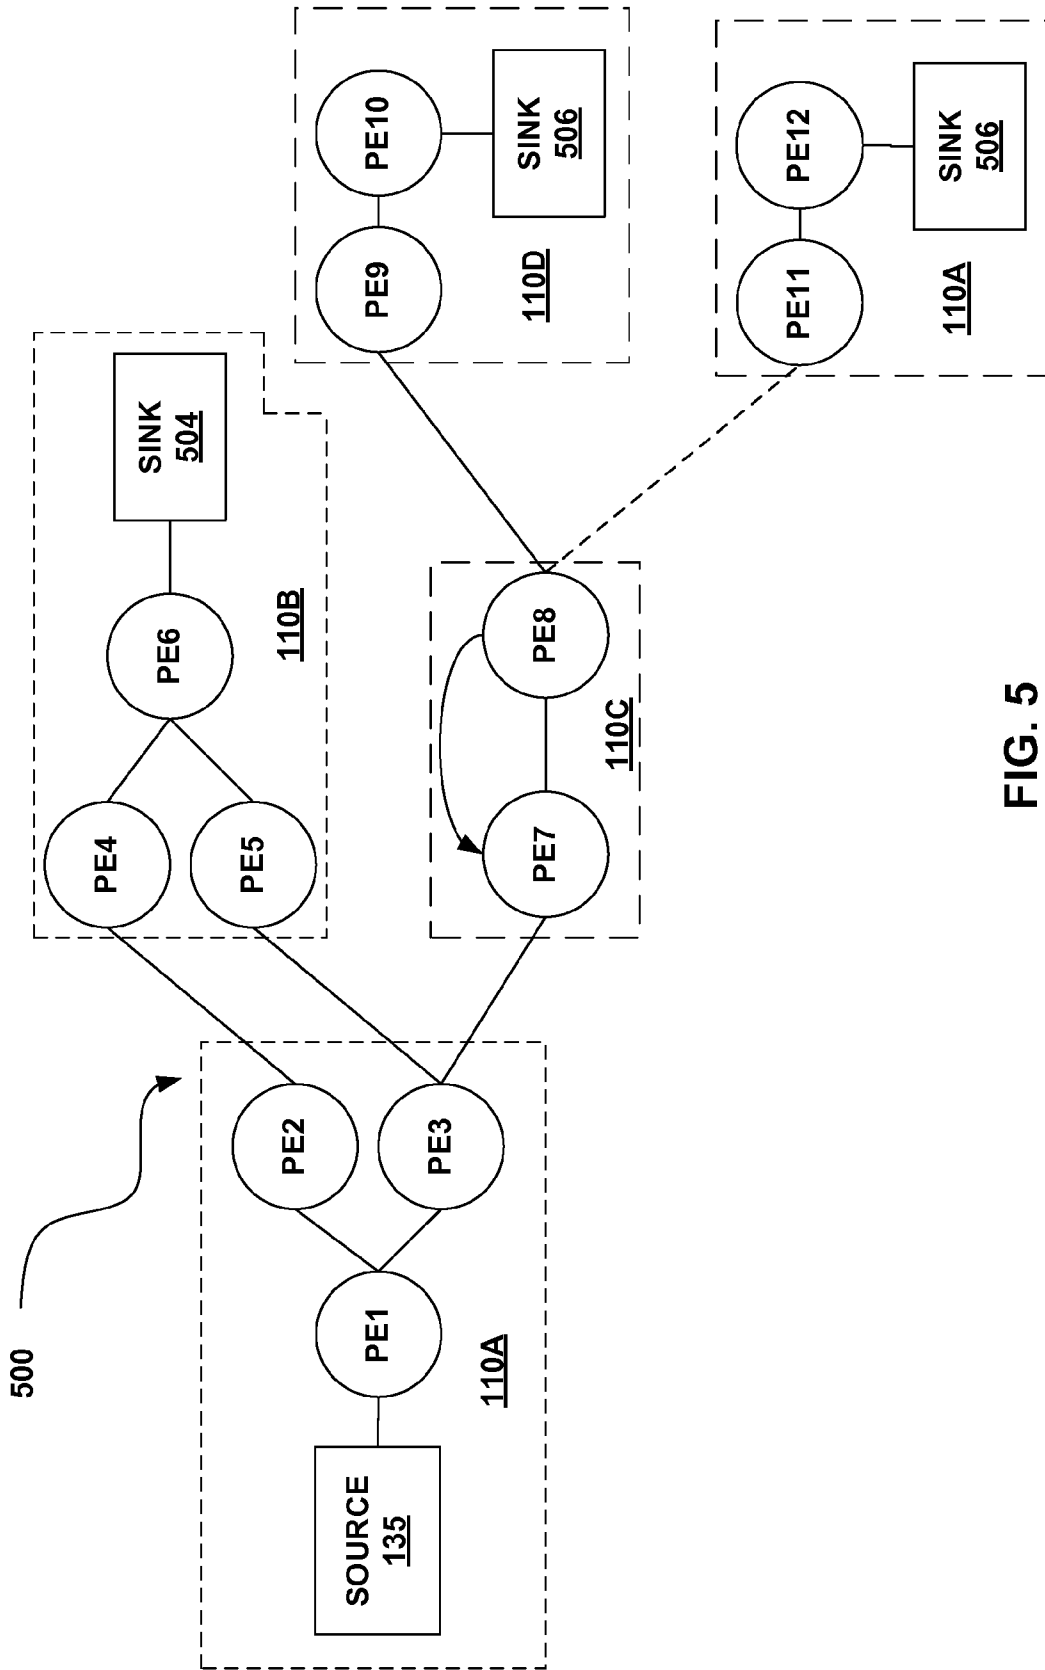 500
SOURCE
135
PE1
PE2
PE3
110A
PE4
PE5
PE6
SINK
504
110B
PE7
PE8
110C
PE9
PE10
SINK
506
110D
PE11
PE12
SINK
506
110A
FIG. 5